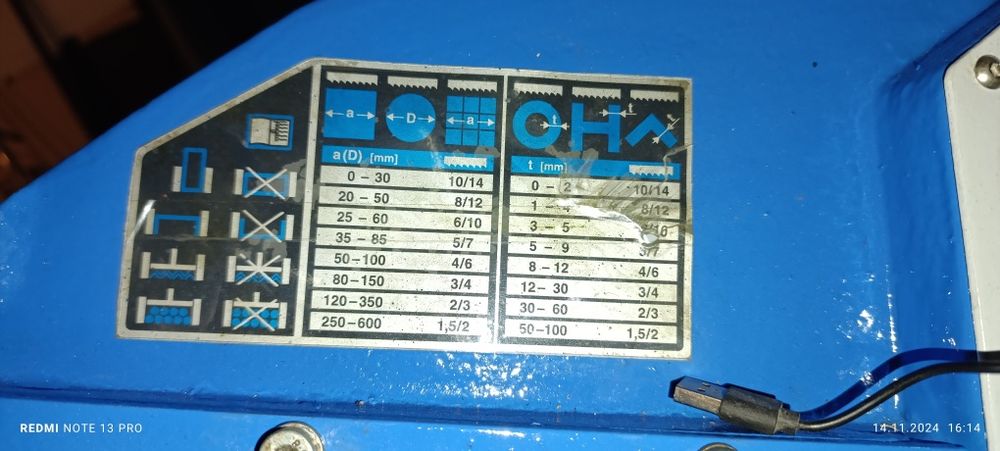 a D a t t
a (D) [mm] t [mm]
0 – 30 10/14 0 – 2 10/14
20 – 50 8/12 1 – 8/12
25 – 60 6/10 3 – 5
35 – 85 5/7 5 – 9 5/7
50–100 4/6 8 – 12 4/6
80–150 3/4 12 – 30 3/4
120–350 2/3 30 – 60 2/3
250–600 1,5/2 50–100 1,5/2
REDMI NOTE 13 PRO
14.11.2024 16:14